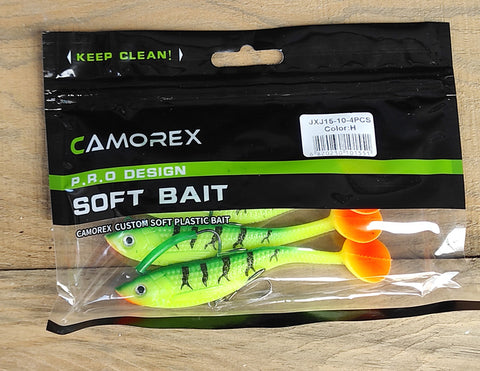 KEEP CLEAN!
JXJ15-10-4PCS
Color:H
CAMOREX
P.R.O DESIGN
SOFT BAIT
CAMOREX CUSTOM SOFT PLASTIC BAIT